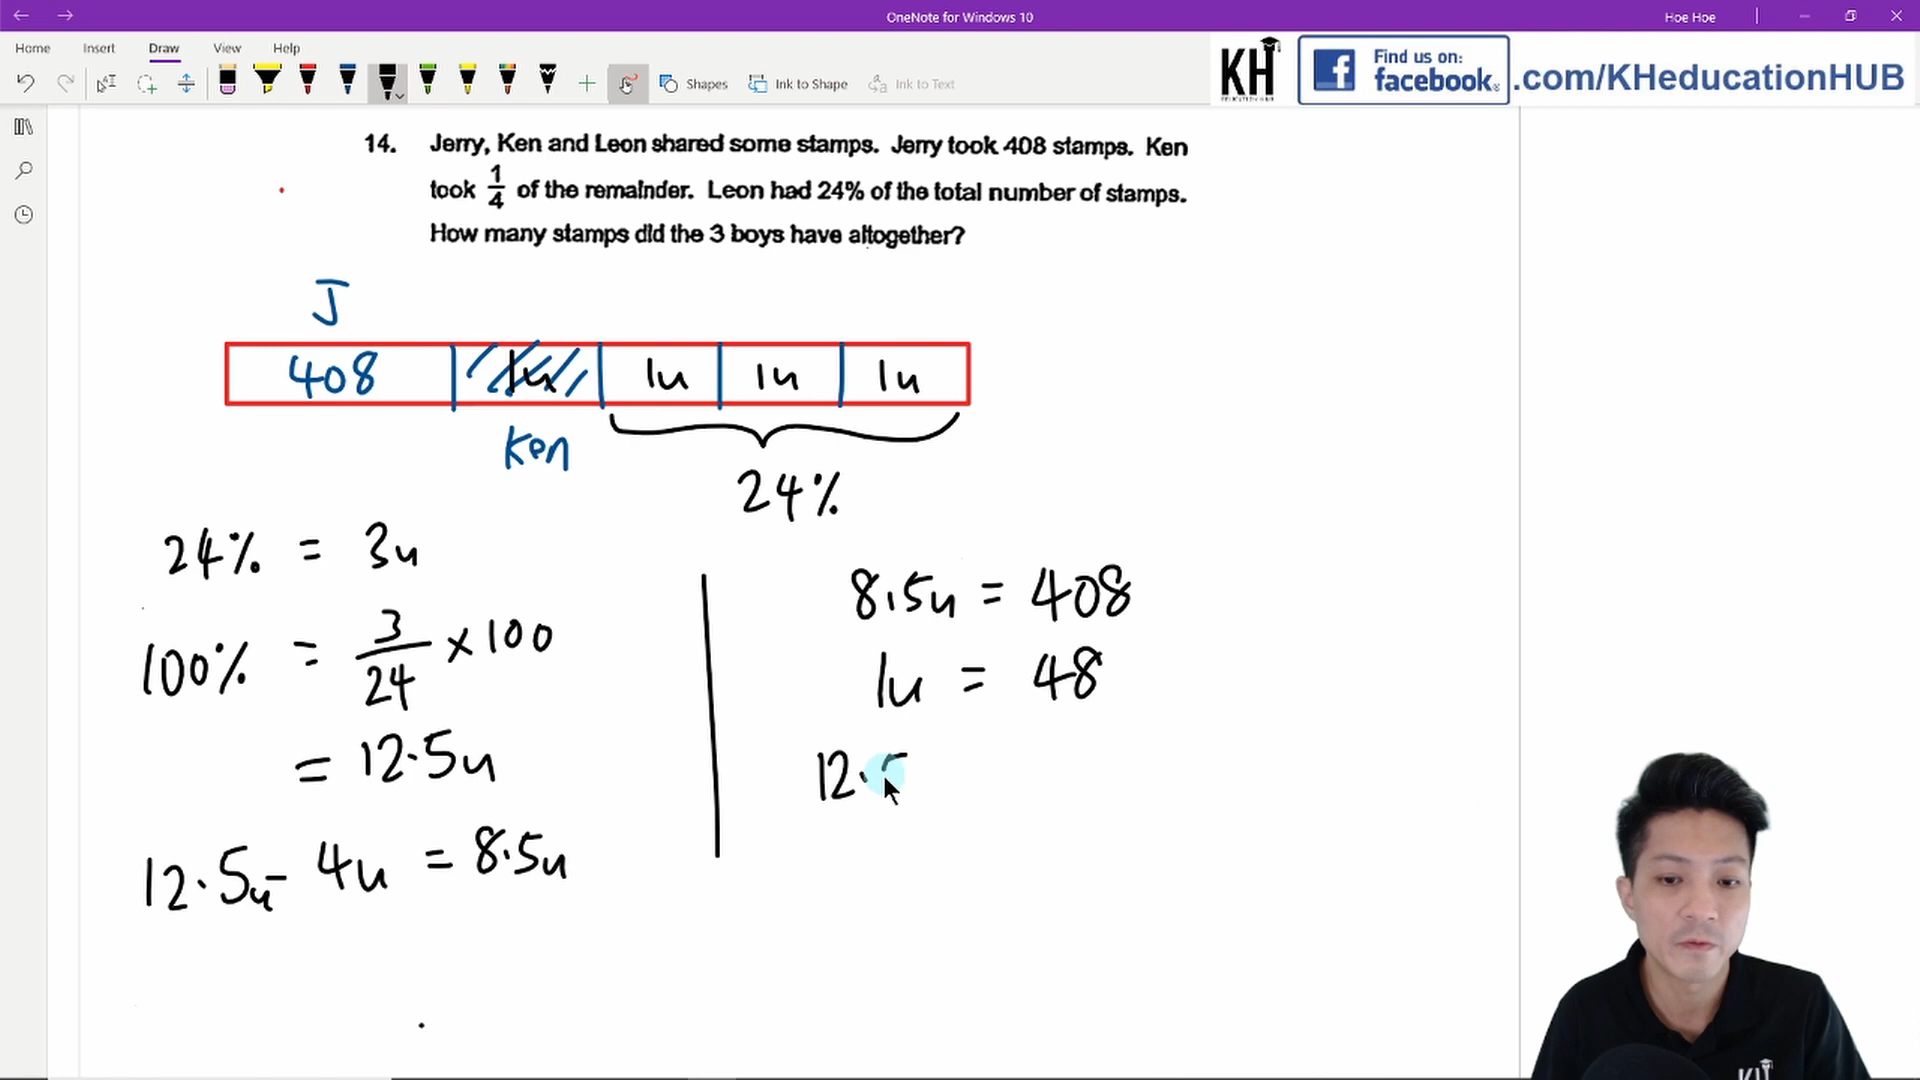 OneNote for Windows 10
Hoe Hoe
Home Insert Draw View Help
Shapes Ink to Shape Ink to Text
KH
Find us on:
facebook.
.com/KHeducationHUB
14. Jerry, Ken and Leon shared some stamps. Jerry took 408 stamps. Ken
took 1/4 of the remainder. Leon had 24% of the total number of stamps.
How many stamps did the 3 boys have altogether?
J
408 1u 1u 1u 1u
Ken
24%
24% = 3u
100% = 3/24 × 100
= 12.5u
12.5u - 4u = 8.5u
8.5u = 408
1u = 48
12.5
KH